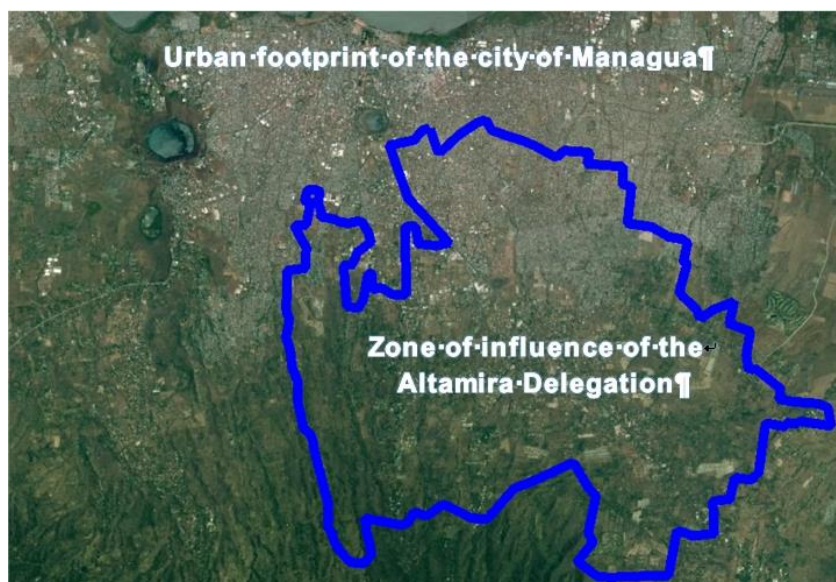 Urban·footprint·of·the·city·of·Managua¶
Zone·of·influence·of·the↵
Altamira·Delegation¶